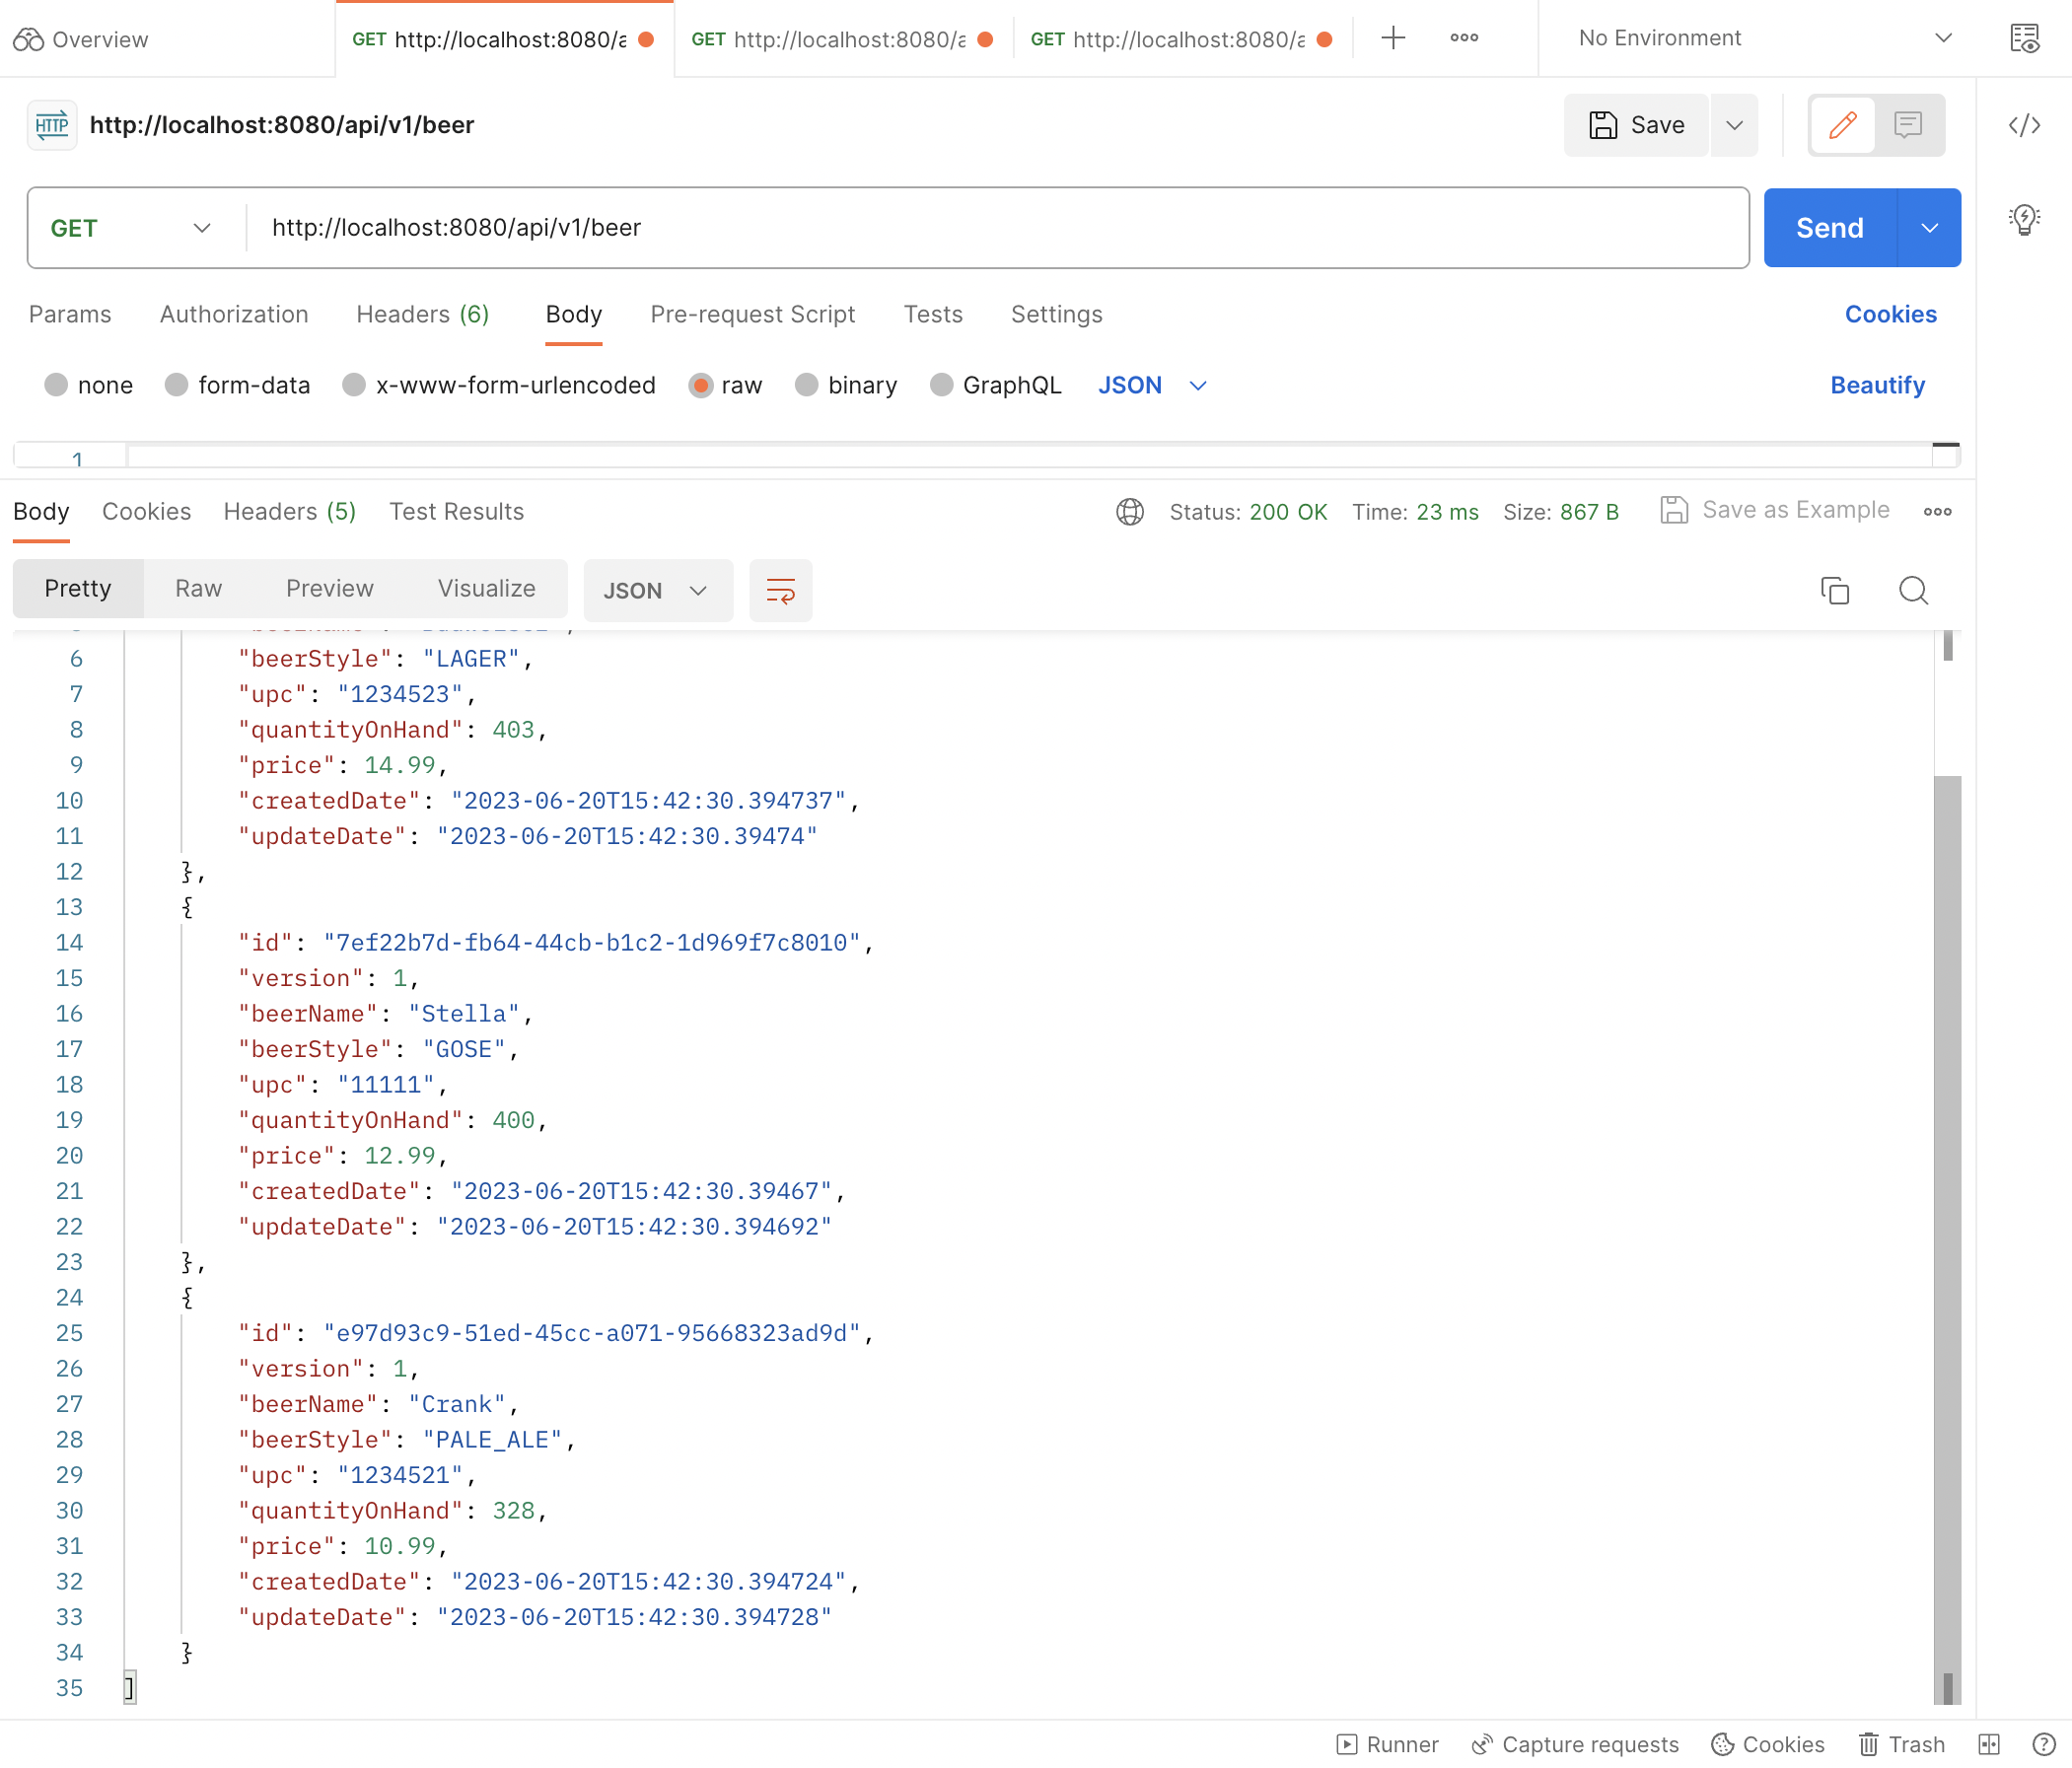 Overview
GET http://localhost:8080/a
GET http://localhost:8080/a
GET http://localhost:8080/a
No Environment
HTTP http://localhost:8080/api/v1/beer
Save
GET http://localhost:8080/api/v1/beer
Send
Params Authorization Headers (6) Body Pre-request Script Tests Settings Cookies
none form-data x-www-form-urlencoded raw binary GraphQL JSON Beautify
1
Body Cookies Headers (5) Test Results Status: 200 OK Time: 23 ms Size: 867 B Save as Example
Pretty Raw Preview Visualize JSON
6 "beerStyle": "LAGER",
7 "upc": "1234523",
8 "quantityOnHand": 403,
9 "price": 14.99,
10 "createdDate": "2023-06-20T15:42:30.394737",
11 "updateDate": "2023-06-20T15:42:30.39474"
12 },
13 {
14 "id": "7ef22b7d-fb64-44cb-b1c2-1d969f7c8010",
15 "version": 1,
16 "beerName": "Stella",
17 "beerStyle": "GOSE",
18 "upc": "11111",
19 "quantityOnHand": 400,
20 "price": 12.99,
21 "createdDate": "2023-06-20T15:42:30.39467",
22 "updateDate": "2023-06-20T15:42:30.394692"
23 },
24 {
25 "id": "e97d93c9-51ed-45cc-a071-95668323ad9d",
26 "version": 1,
27 "beerName": "Crank",
28 "beerStyle": "PALE_ALE",
29 "upc": "1234521",
30 "quantityOnHand": 328,
31 "price": 10.99,
32 "createdDate": "2023-06-20T15:42:30.394724",
33 "updateDate": "2023-06-20T15:42:30.394728"
34 }
35 ]
Runner Capture requests Cookies Trash